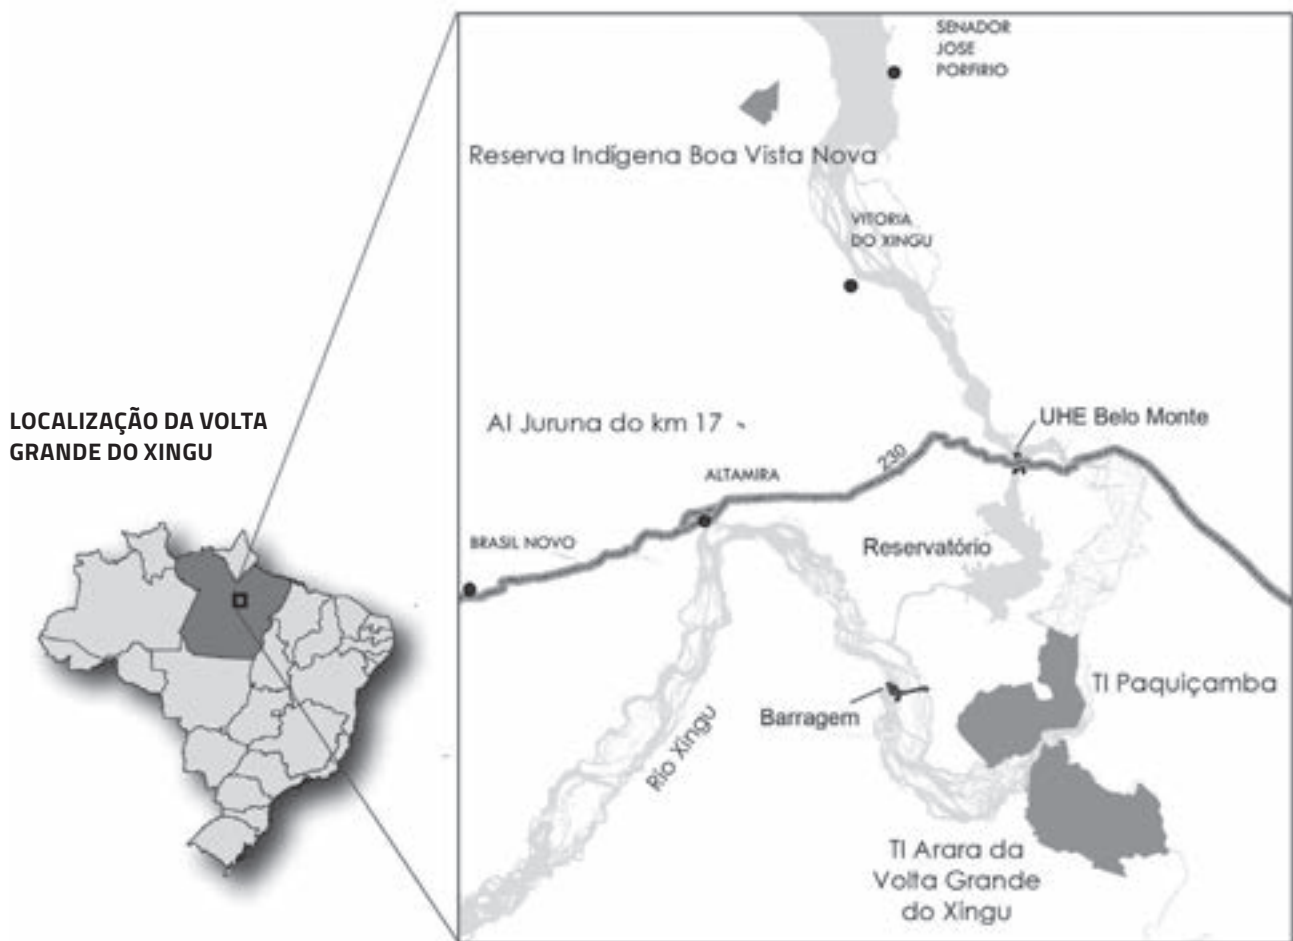 LOCALIZAÇÃO DA VOLTA
GRANDE DO XINGU
SENADOR
JOSE
PORFIRIO
Reserva Indígena Boa Vista Nova
VITORIA
DO XINGU
AI Juruna do km 17
UHE Belo Monte
230
ALTAMIRA
BRASIL NOVO
Reservatório
TI Paquiçamba
Barragem
Rio Xingu
TI Arara da
Volta Grande
do Xingu